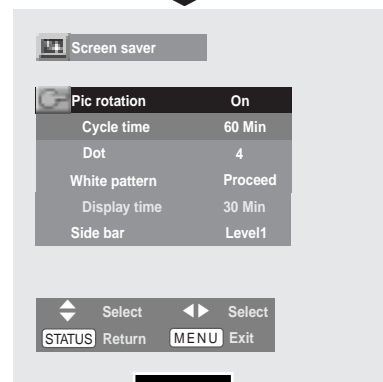 Screen saver
Pic rotation On
Cycle time 60 Min
Dot 4
White pattern Proceed
Display time 30 Min
Side bar Level1
Select Select
STATUS Return MENU Exit